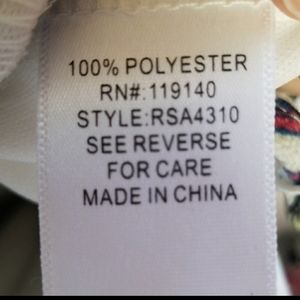 100% POLYESTER
RN#:119140
STYLE:RSA4310
SEE REVERSE
FOR CARE
MADE IN CHINA